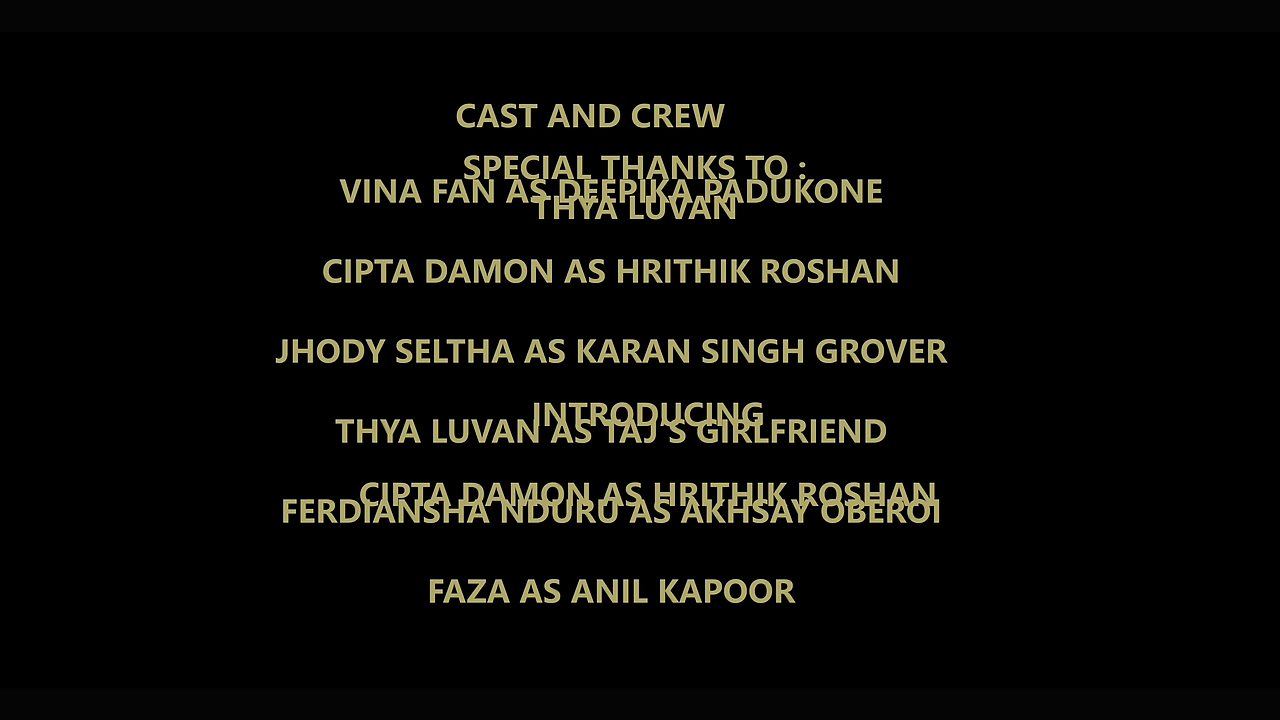 CAST AND CREW
SPECIAL THANKS TO :
VINA FAN AS DEEPIKA PADUKONE
THYA LUVAN
CIPTA DAMON AS HRITHIK ROSHAN
JHODY SELTHA AS KARAN SINGH GROVER
INTRODUCING
THYA LUVAN AS TAJ'S GIRLFRIEND
CIPTA DAMON AS HRITHIK ROSHAN
FERDIANSHA NDURU AS AKHSAY OBEROI
FAZA AS ANIL KAPOOR